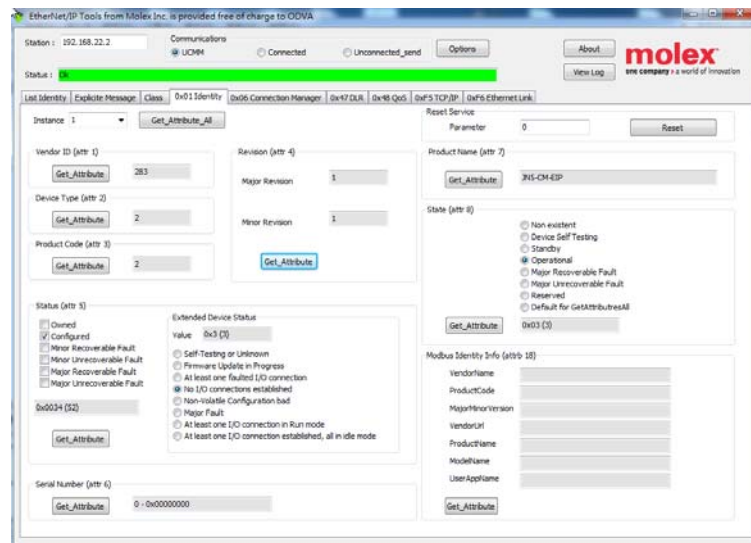 EtherNet/IP Tools from Molex Inc. is provided free of charge to ODVA
Station : 192.168.22.2
Communications
UCMM Connected Unconnected_send
Options
About
View Log
molex
one company › a world of innovation
Status : Ok
List Identity Explicite Message Class 0x01 Identity 0x06 Connection Manager 0x47 DLR 0x48 QoS 0xF5 TCP/IP 0xF6 Ethernet Link
Instance 1 Get_Attribute_All
Reset Service
Parameter 0 Reset
Vendor ID (attr 1)
Get_Attribute 283
Device Type (attr 2)
Get_Attribute 2
Product Code (attr 3)
Get_Attribute 2
Revision (attr 4)
Major Revision 1
Minor Revision 1
Get_Attribute
Product Name (attr 7)
Get_Attribute JNS-CM-EIP
State (attr 8)
Non existent
Device Self Testing
Standby
Operational
Major Recoverable Fault
Major Unrecoverable Fault
Reserved
Default for GetAttributresAll
Get_Attribute 0x03 (3)
Status (attr 5)
Owned
Configured
Minor Recoverable Fault
Minor Unrecoverable Fault
Major Recoverable Fault
Major Unrecoverable Fault
0x0034 (52)
Get_Attribute
Extended Device Status
Value 0x3 (3)
Self-Testing or Unknown
Firmware Update in Progress
At least one faulted I/O connection
No I/O connections established
Non-Volatile Configuration bad
Major Fault
At least one I/O connection in Run mode
At least one I/O connection established, all in idle mode
Modbus Identity Info (attrb 18)
VendorName
ProductCode
MajorMinorVersion
VendorUrl
ProductName
ModelName
UserAppName
Get_Attribute
Serial Number (attr 6)
Get_Attribute 0 - 0x00000000